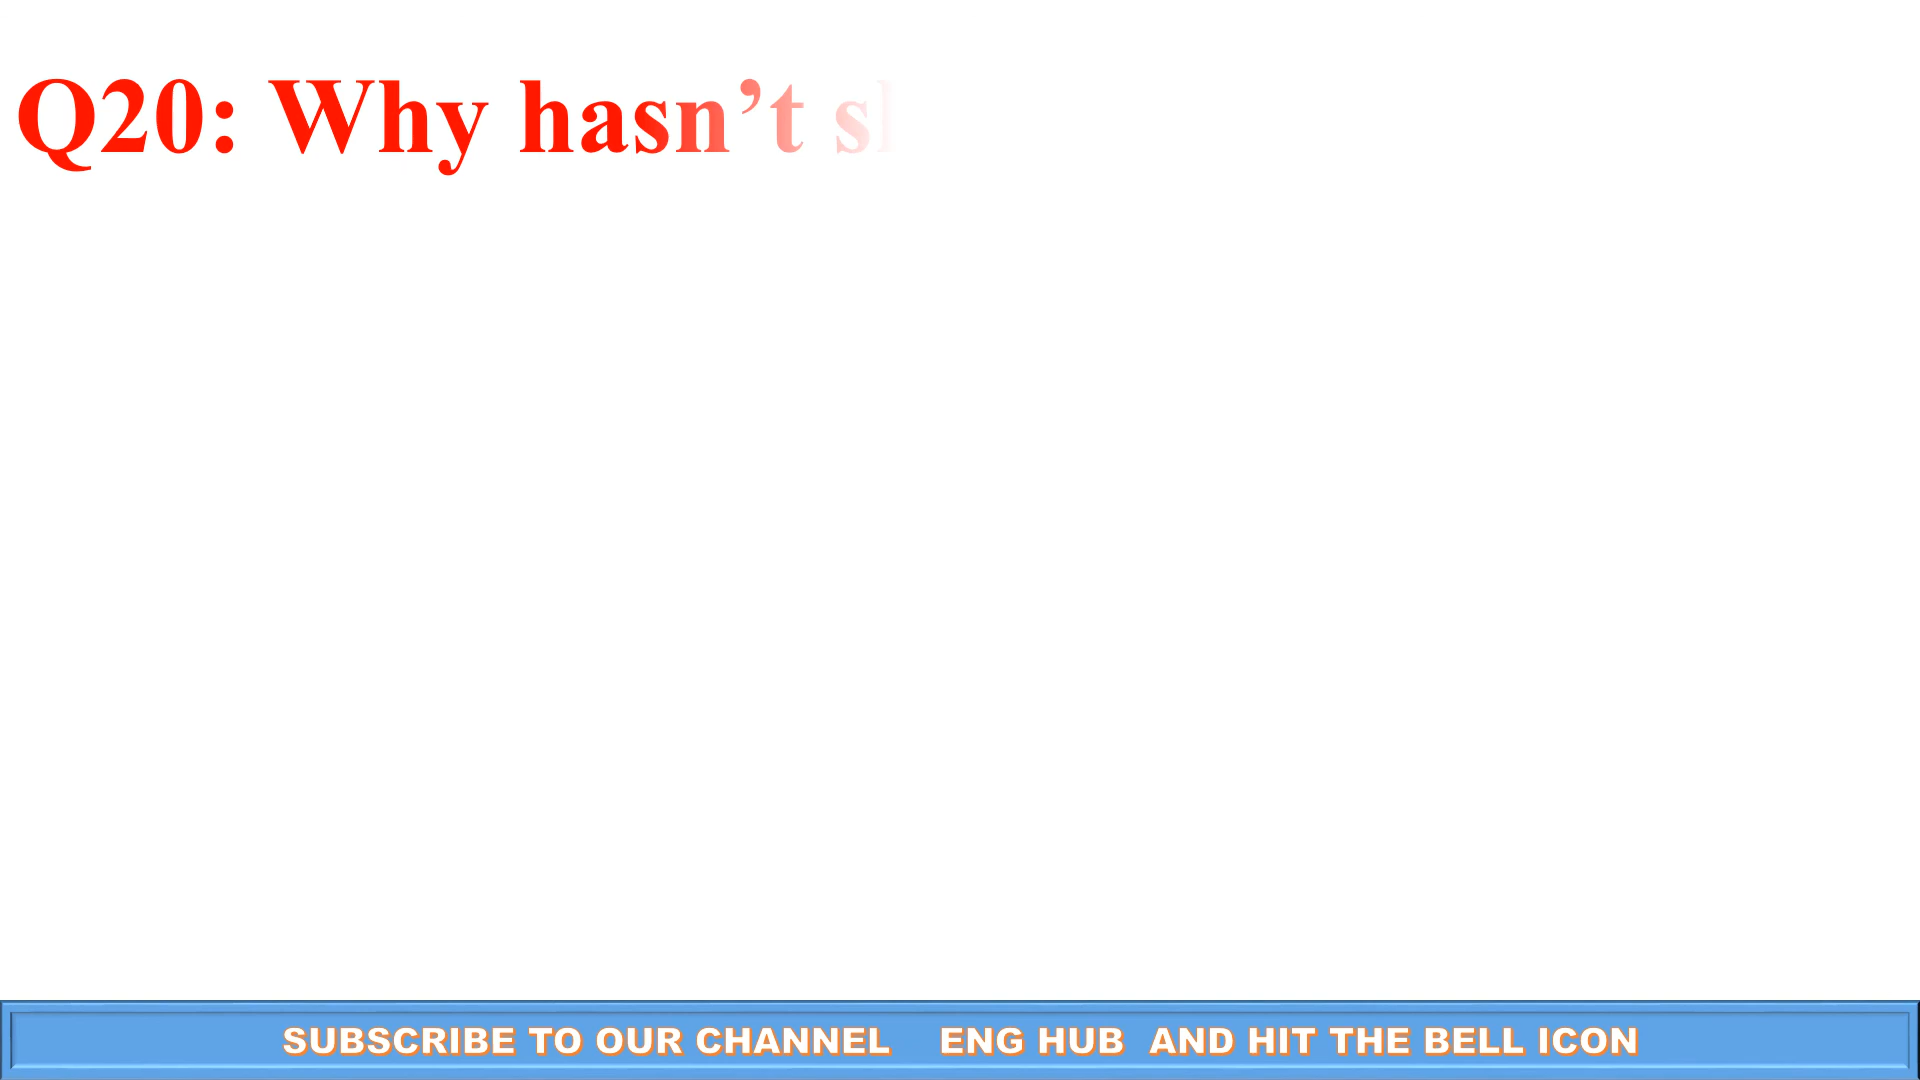 Q20: Why hasn’t
SUBSCRIBE TO OUR CHANNEL ENG HUB AND HIT THE BELL ICON